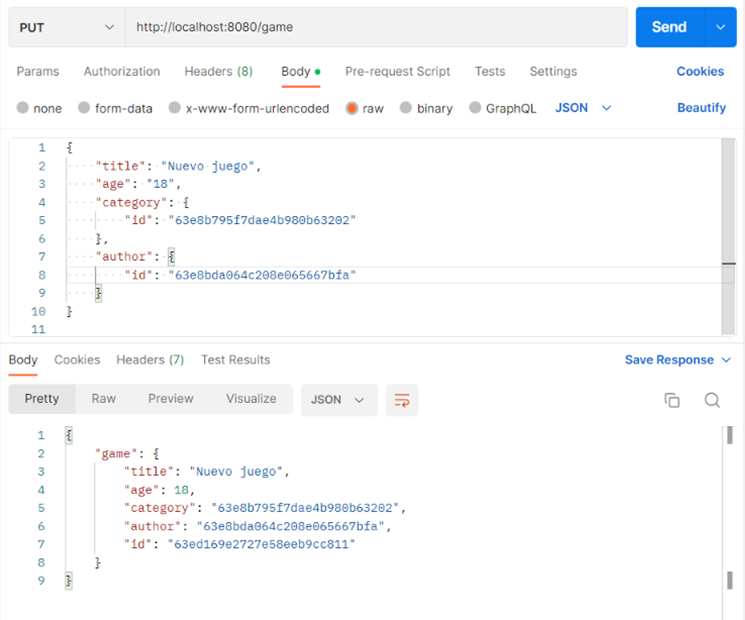 PUT http://localhost:8080/game Send
Params Authorization Headers (8) Body Pre-request Script Tests Settings Cookies
none form-data x-www-form-urlencoded raw binary GraphQL JSON Beautify
1 {
2 "title": "Nuevo juego",
3 "age": "18",
4 "category": {
5 "id": "63e8b795f7dae4b980b63202"
6 },
7 "author": {
8 "id": "63e8bda064c208e065667bfa"
9 }
10 }
11
Body Cookies Headers (7) Test Results Save Response
Pretty Raw Preview Visualize JSON
1 {
2 "game": {
3 "title": "Nuevo juego",
4 "age": 18,
5 "category": "63e8b795f7dae4b980b63202",
6 "author": "63e8bda064c208e065667bfa",
7 "id": "63ed169e2727e58eeb9cc811"
8 }
9 }